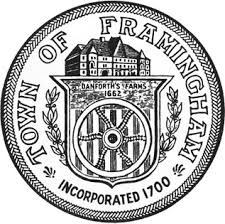 TOWN OF FRAMINGHAM
DANFORTH'S FARMS
1662
INCORPORATED 1700